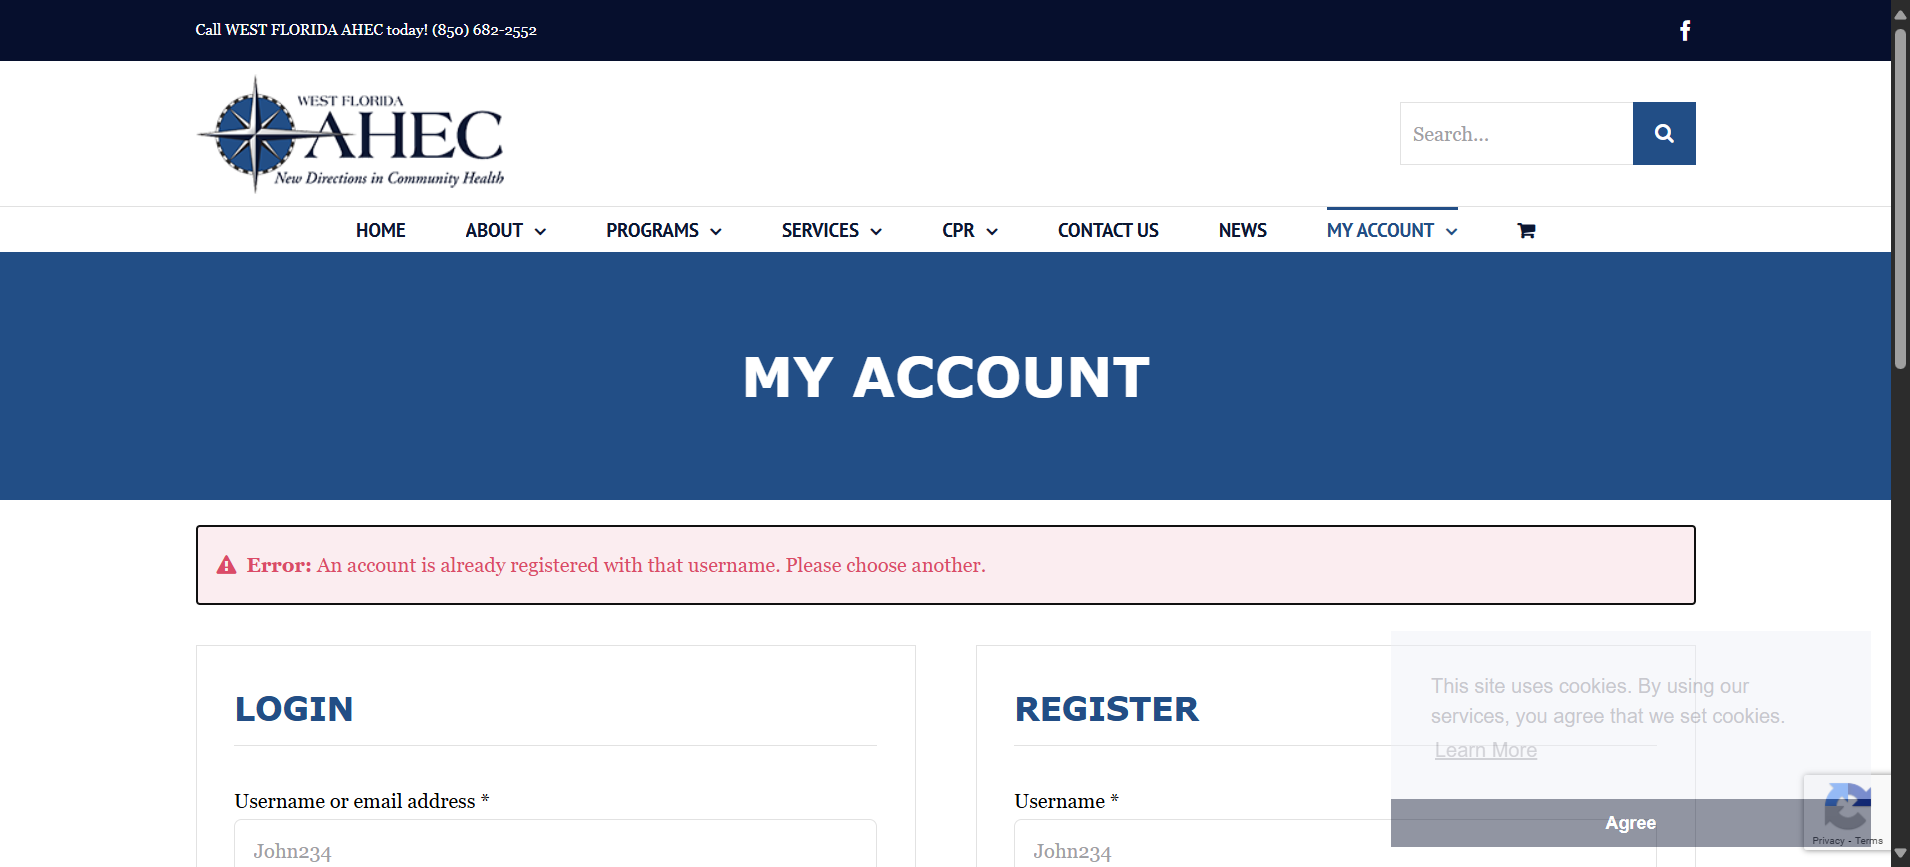 Call WEST FLORIDA AHEC today! (850) 682-2552
WEST FLORIDA
AHEC
New Directions in Community Health
Search...
HOME
ABOUT
PROGRAMS
SERVICES
CPR
CONTACT US
NEWS
MY ACCOUNT
MY ACCOUNT
Error: An account is already registered with that username. Please choose another.
LOGIN
Username or email address *
John234
REGISTER
Username *
John234
This site uses cookies. By using our
services, you agree that we set cookies.
Learn More
Agree
Privacy - Terms